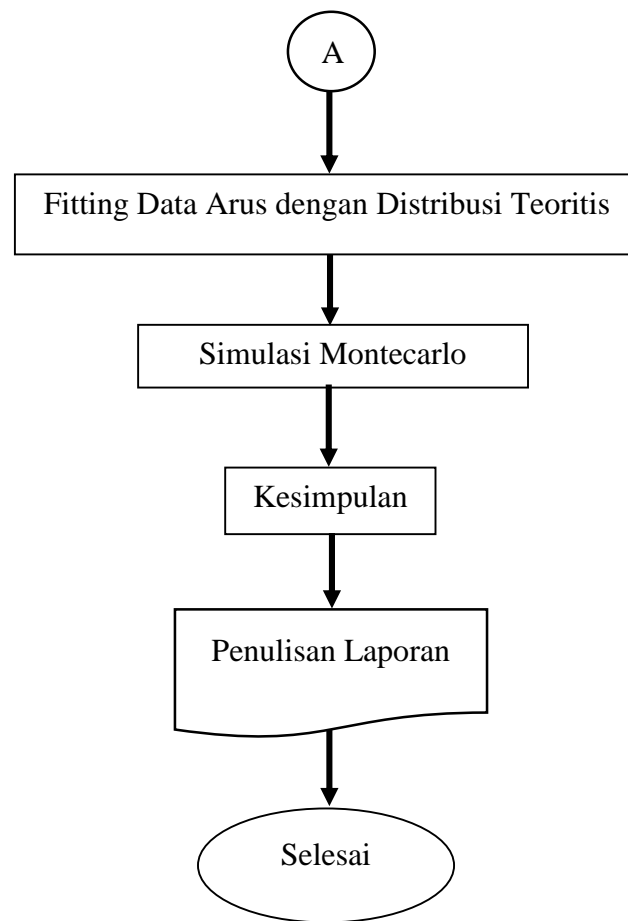 A
Fitting Data Arus dengan Distribusi Teoritis
Simulasi Montecarlo
Kesimpulan
Penulisan Laporan
Selesai